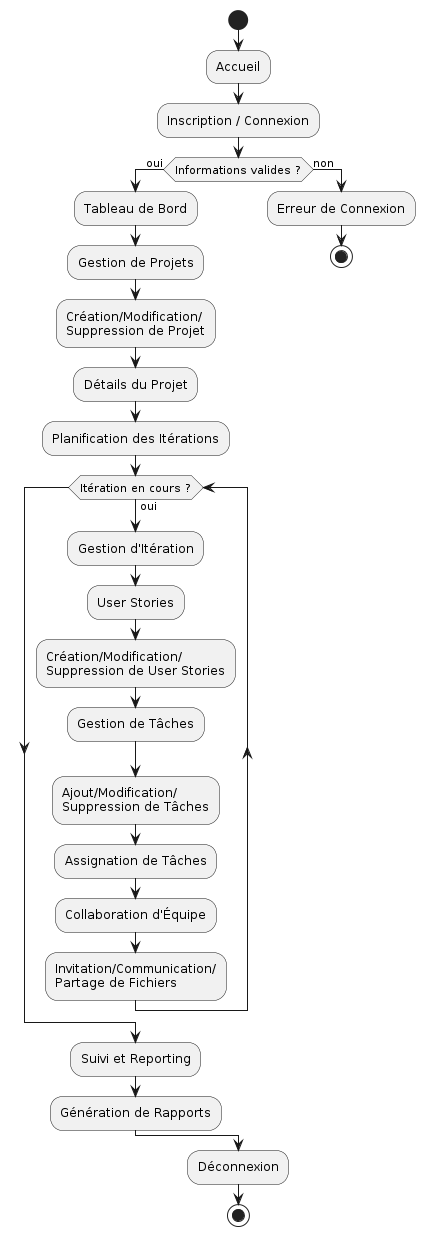 Accueil
Inscription / Connexion
oui
Informations valides ?
non
Tableau de Bord
Erreur de Connexion
Gestion de Projets
Création/Modification/
Suppression de Projet
Détails du Projet
Planification des Itérations
Itération en cours ?
oui
Gestion d'Itération
User Stories
Création/Modification/
Suppression de User Stories
Gestion de Tâches
Ajout/Modification/
Suppression de Tâches
Assignation de Tâches
Collaboration d'Équipe
Invitation/Communication/
Partage de Fichiers
Suivi et Reporting
Génération de Rapports
Déconnexion